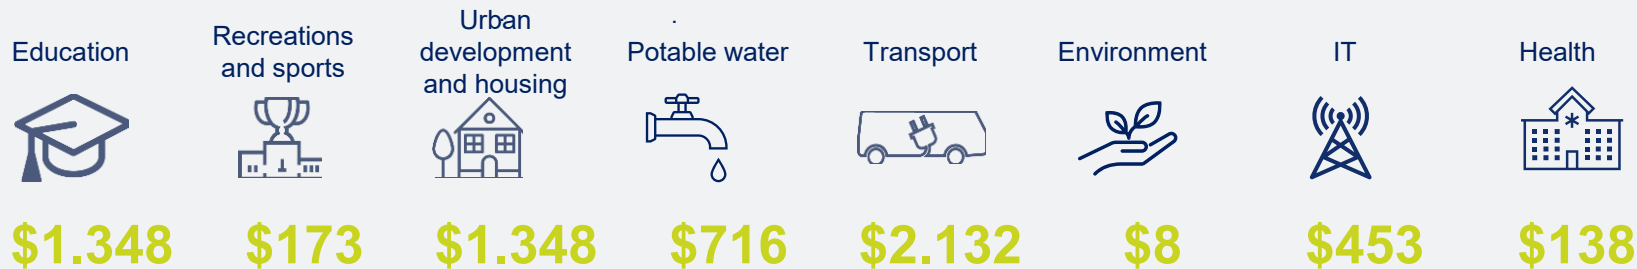 Education
Recreations
and sports
Urban
development
and housing
.
Potable water
Transport
Environment
IT
Health
$1.348
$173
$1.348
$716
$2.132
$8
$453
$138